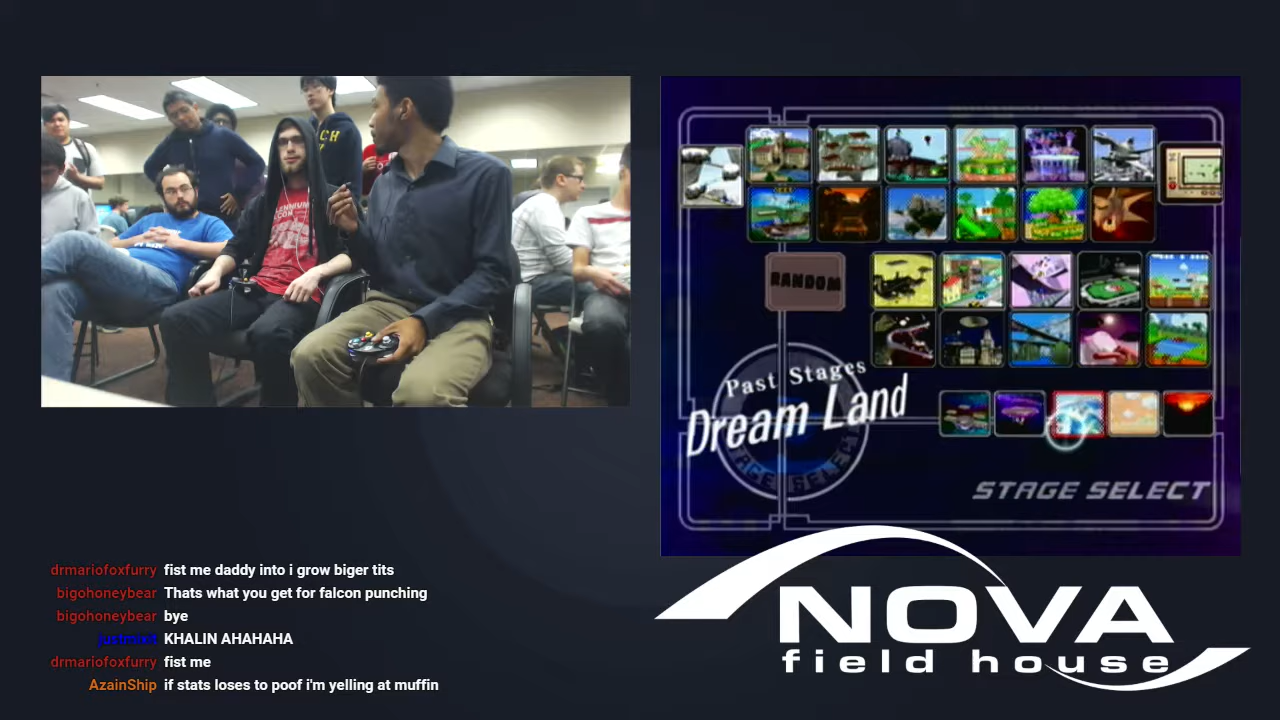 CH
RANDOM
Past Stages
Dream Land
STAGE SELECT
drmariofoxfurry fist me daddy into i grow biger tits
bigohoneybear Thats what you get for falcon punching
bigohoneybear bye
KHALIN AHAHAHA
drmariofoxfurry fist me
AzainShip if stats loses to poof i'm yelling at muffin
NOVA
field house